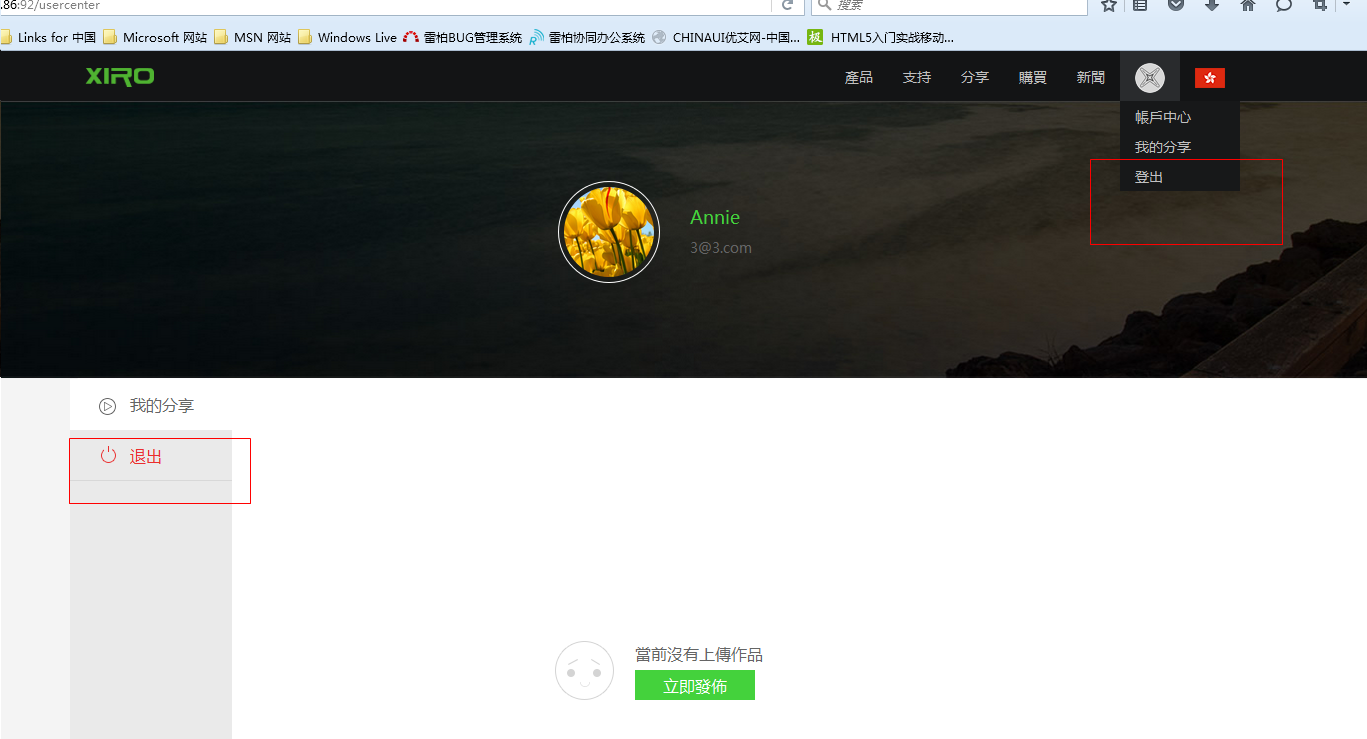 .86:92/usercenter
搜索
Links for 中国 Microsoft 网站 MSN 网站 Windows Live 雷柏BUG管理系统 雷柏协同办公系统 CHINAUI优艾网-中国... 极 HTML5入门实战移动...
XIRO 產品 支持 分享 購買 新聞
帳戶中心
我的分享
登出
Annie
3@3.com
我的分享
退出
當前沒有上傳作品
立即發佈